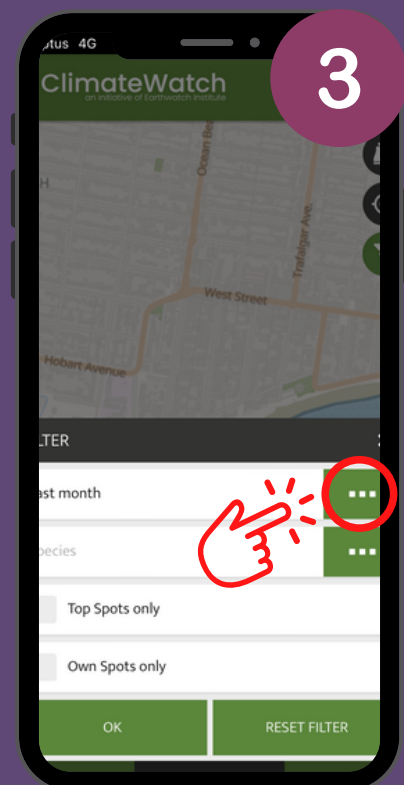 ptus 4G
3
ClimateWatch
an initiative of Earthwatch Institute
H
Ocean Be
Trafalgar Ave.
West Street
Hobart Avenue
LTER
ast month
pecies
Top Spots only
Own Spots only
OK
RESET FILTER